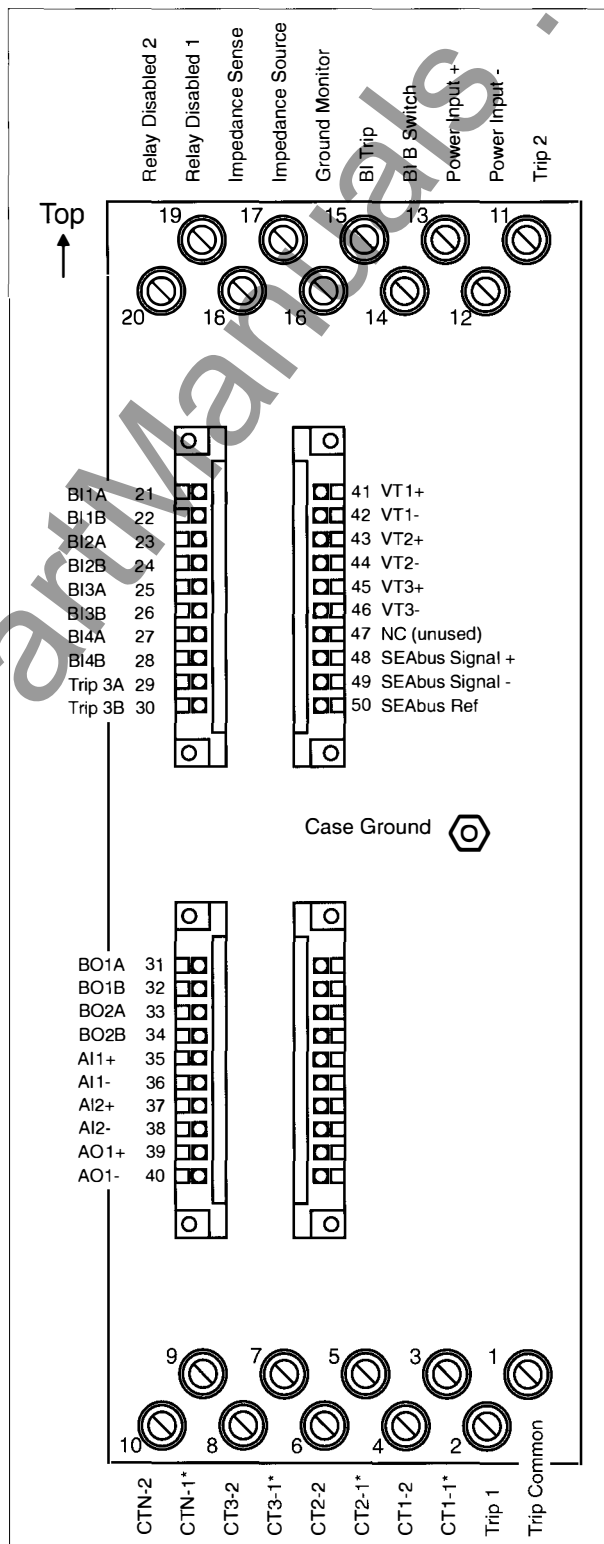 Relay Disabled 2
Relay Disabled 1
Impedance Sense
Impedance Source
Ground Monitor
BI Trip
BI B Switch
Power Input +
Power Input -
Trip 2
Top
19
17
15
13
11
20
16
16
14
12
BI1A 21
BI1B 22
BI2A 23
BI2B 24
BI3A 25
BI3B 26
BI4A 27
BI4B 28
Trip 3A 29
Trip 3B 30
41 VT1+
42 VT1-
43 VT2+
44 VT2-
45 VT3+
46 VT3-
47 NC (unused)
48 SEAbus Signal +
49 SEAbus Signal -
50 SEAbus Ref
Case Ground
BO1A 31
BO1B 32
BO2A 33
BO2B 34
AI1+ 35
AI1- 36
AI2+ 37
AI2- 38
AO1+ 39
AO1- 40
9
7
5
3
1
10
8
6
4
2
CTN-2
CTN-1*
CT3-2
CT3-1*
CT2-2
CT2-1*
CT1-2
CT1-1*
Trip 1
Trip Common
artManuals.